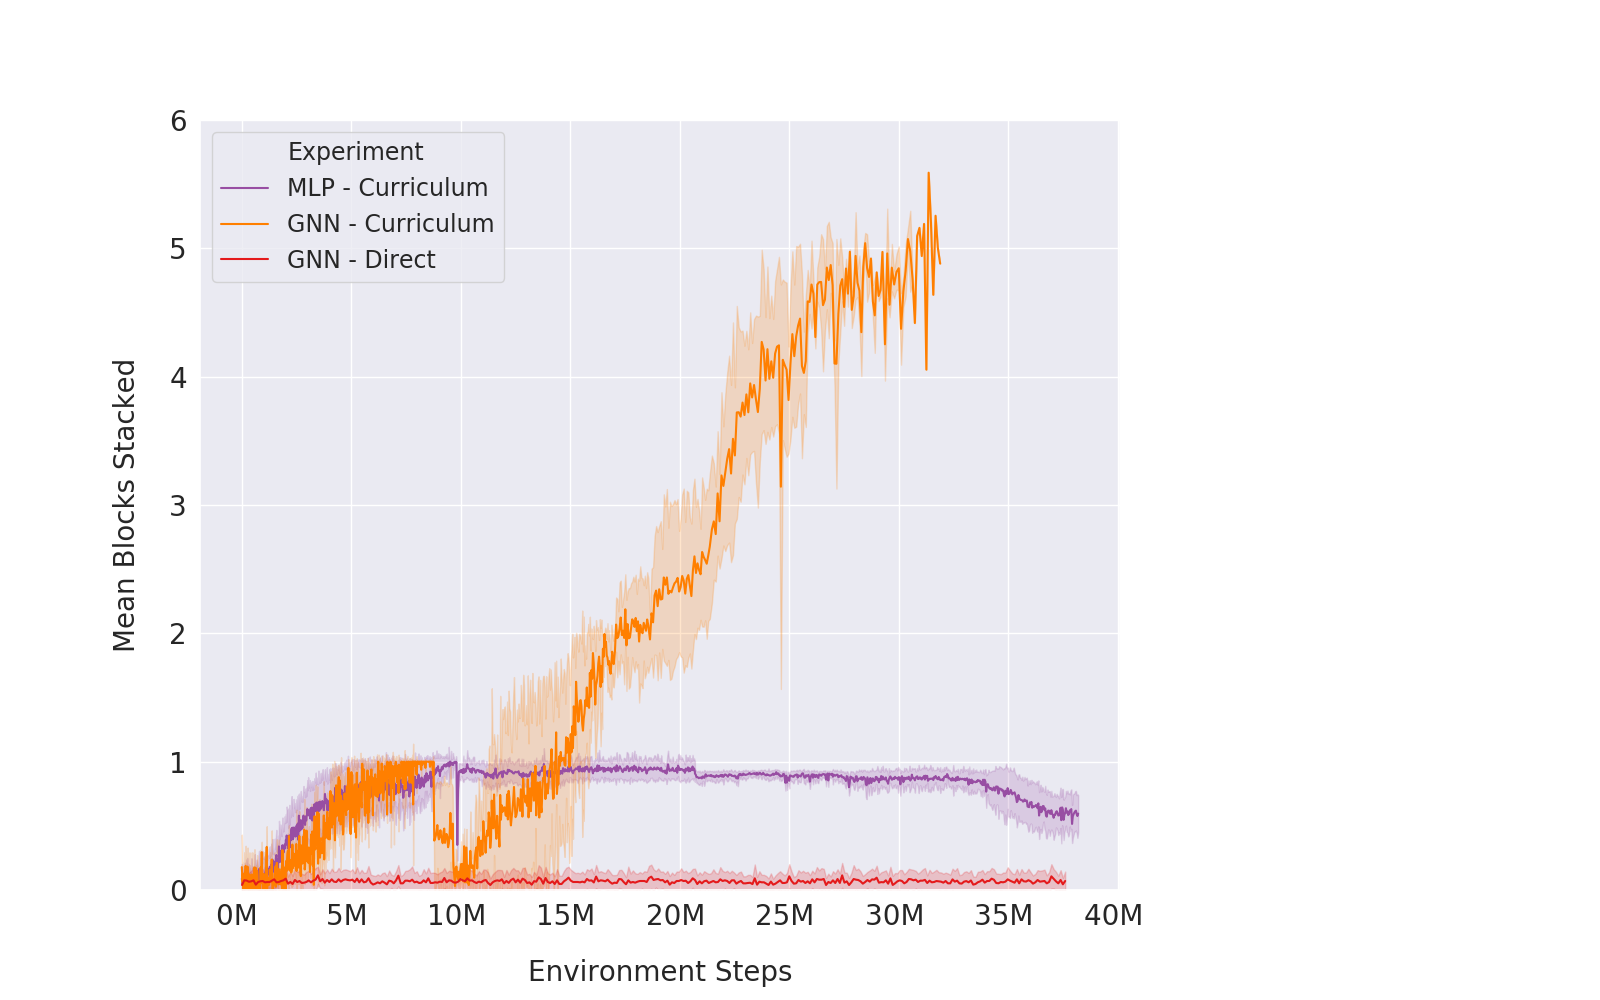 Experiment
MLP - Curriculum
GNN - Curriculum
GNN - Direct
Mean Blocks Stacked
6
5
4
3
2
1
0
0M 5M 10M 15M 20M 25M 30M 35M 40M
Environment Steps